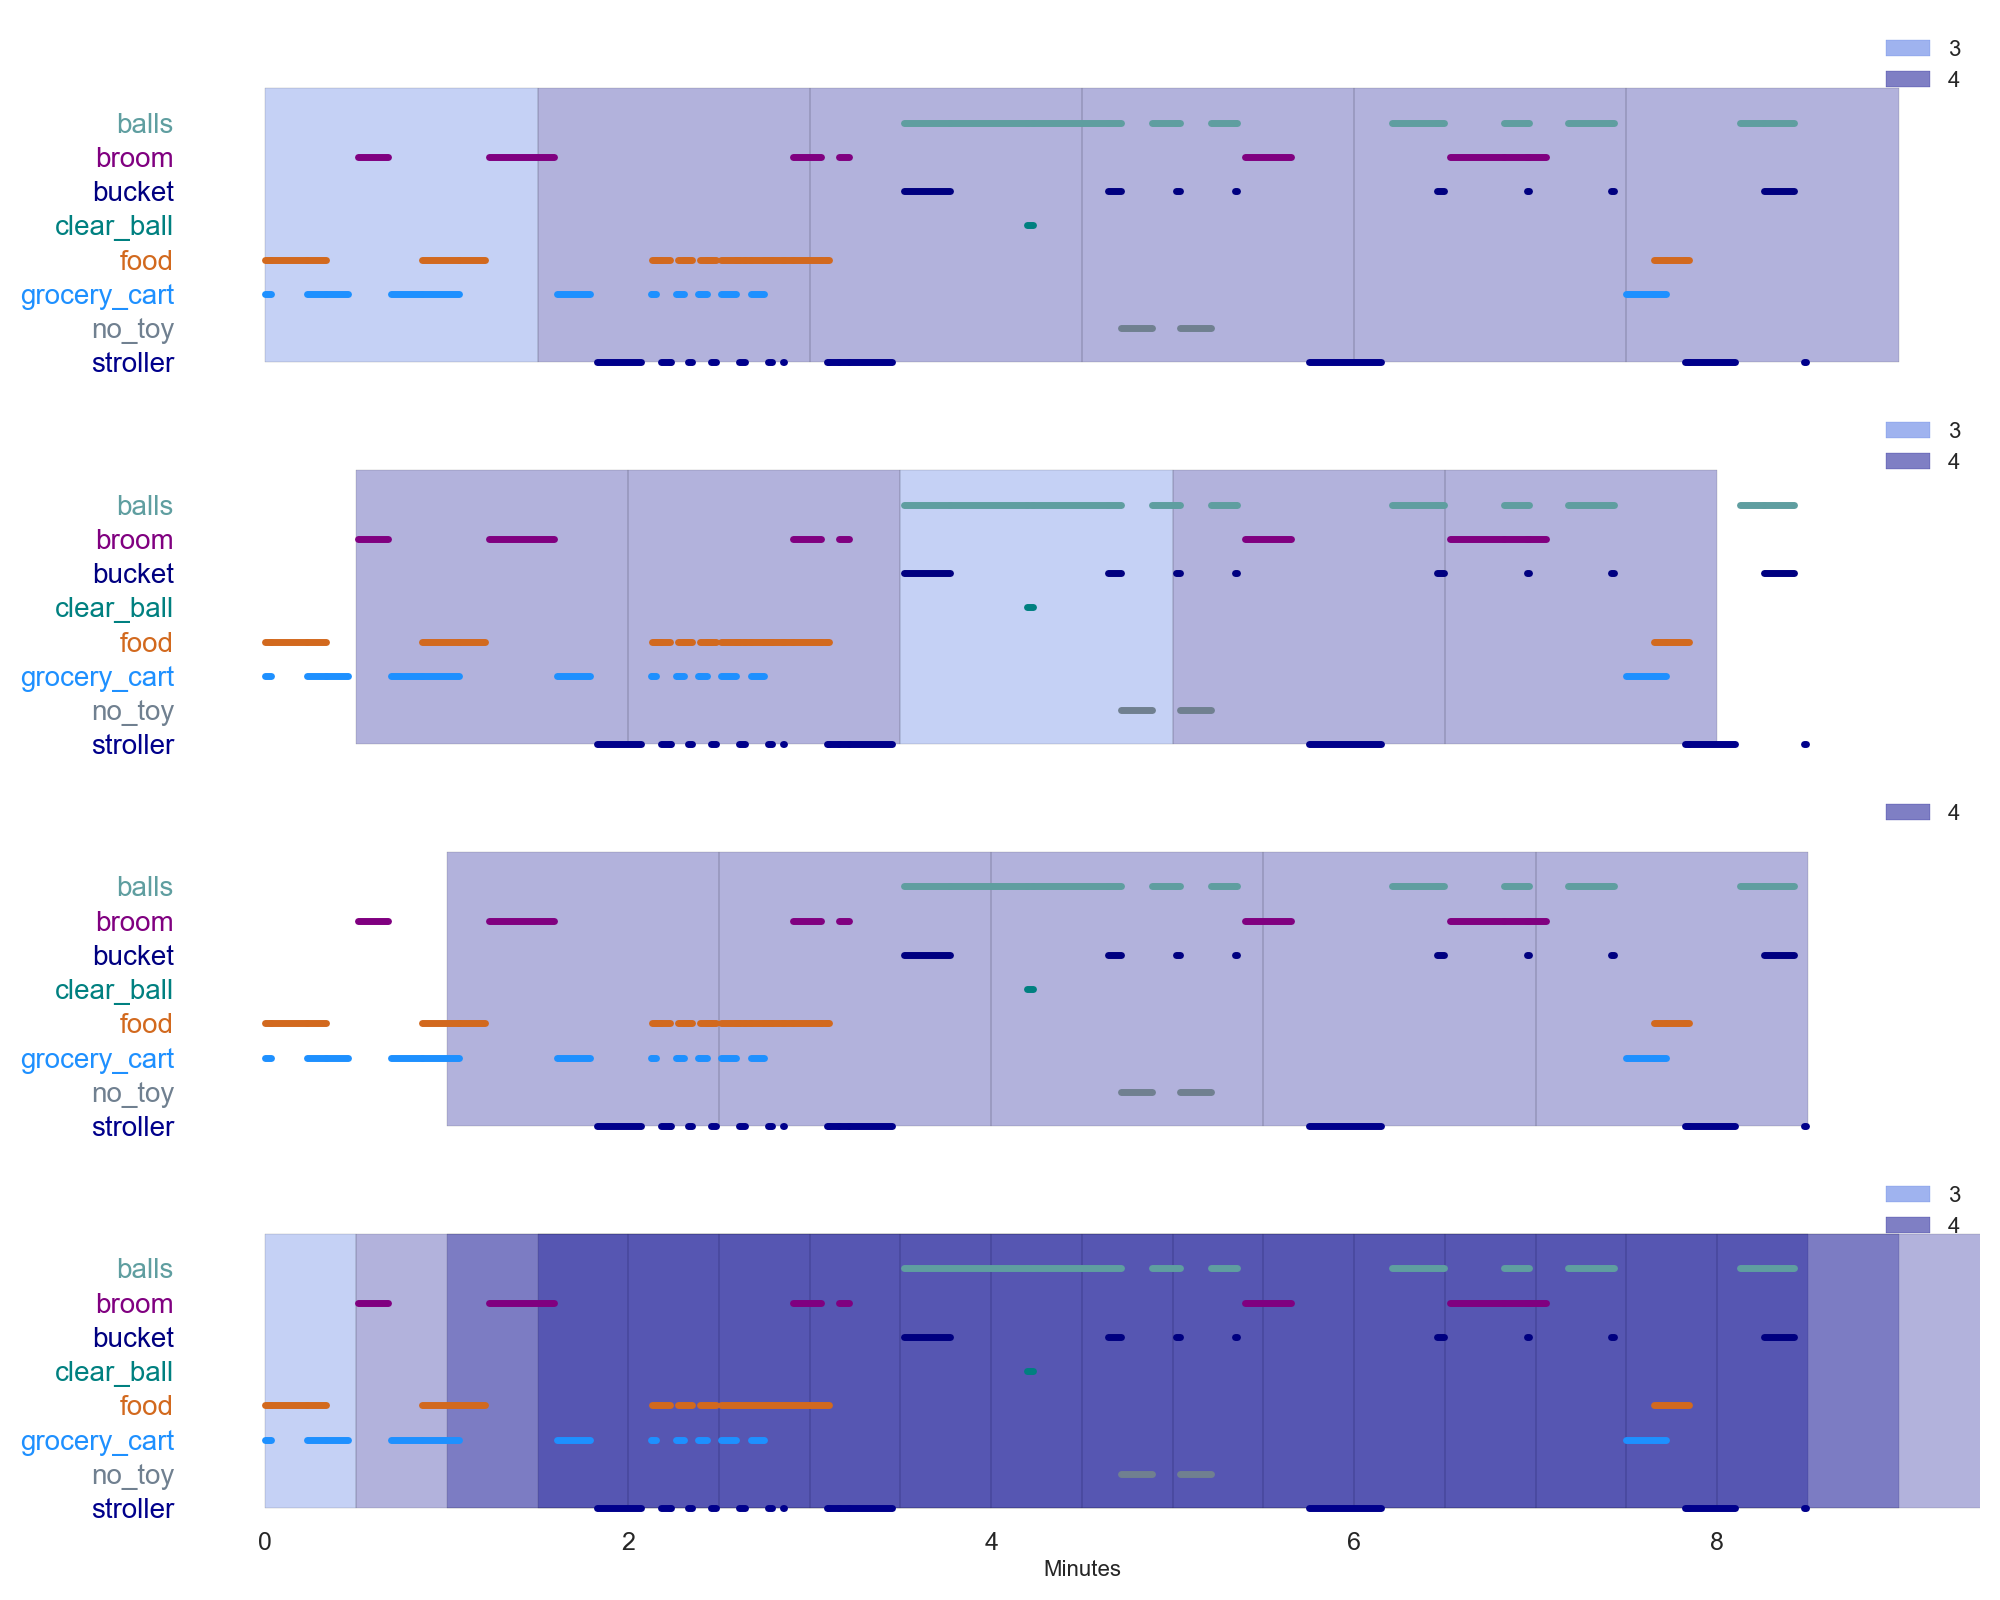 3
4
balls
broom
bucket
clear_ball
food
grocery_cart
no_toy
stroller
3
4
balls
broom
bucket
clear_ball
food
grocery_cart
no_toy
stroller
4
balls
broom
bucket
clear_ball
food
grocery_cart
no_toy
stroller
3
4
balls
broom
bucket
clear_ball
food
grocery_cart
no_toy
stroller
0 2 4 6 8
Minutes